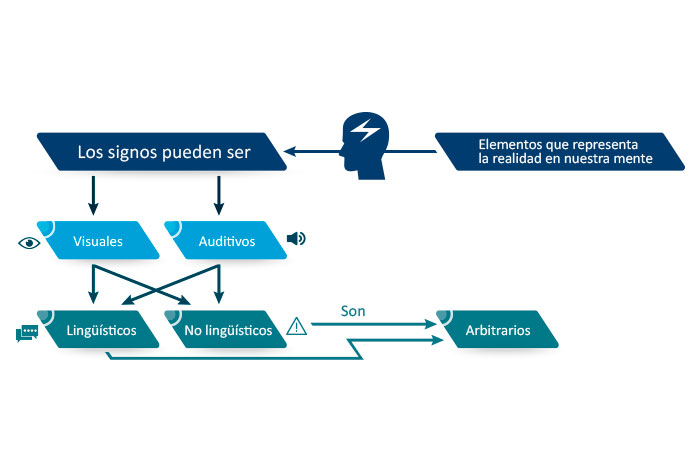 Los signos pueden ser
Elementos que representa
la realidad en nuestra mente
Visuales
Auditivos
Lingüísticos
No lingüísticos
Son
Arbitrarios